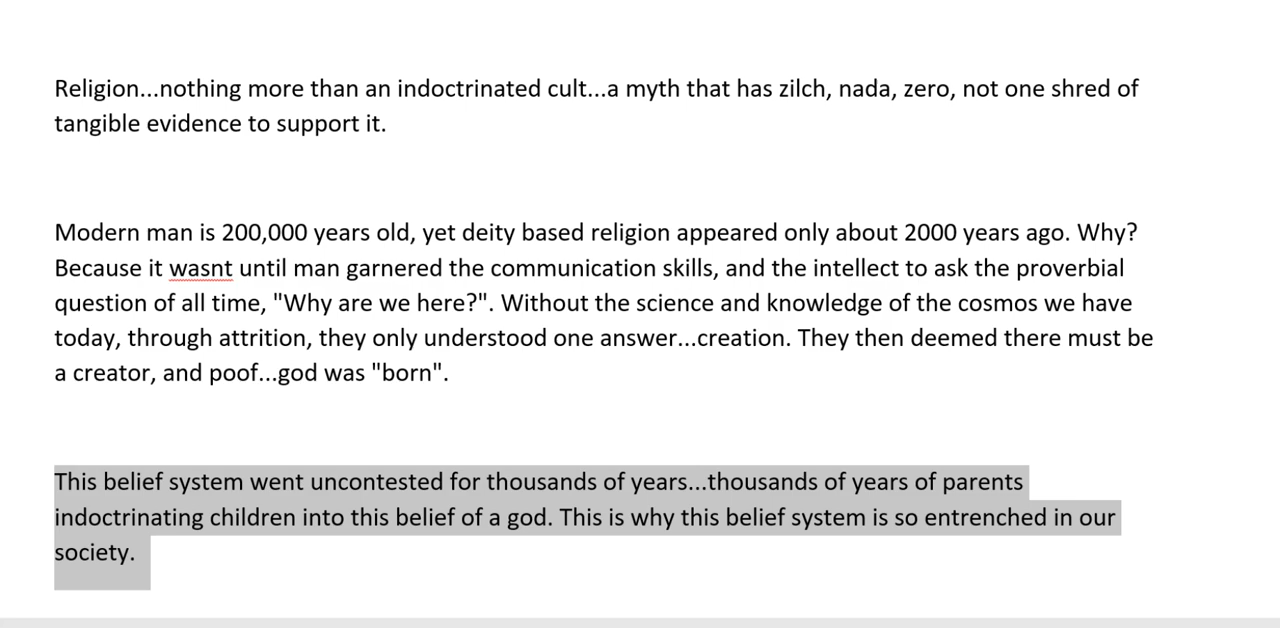 Religion...nothing more than an indoctrinated cult...a myth that has zilch, nada, zero, not one shred of
tangible evidence to support it.
Modern man is 200,000 years old, yet deity based religion appeared only about 2000 years ago. Why?
Because it wasnt until man garnered the communication skills, and the intellect to ask the proverbial
question of all time, "Why are we here?". Without the science and knowledge of the cosmos we have
today, through attrition, they only understood one answer...creation. They then deemed there must be
a creator, and poof...god was "born".
This belief system went uncontested for thousands of years...thousands of years of parents
indoctrinating children into this belief of a god. This is why this belief system is so entrenched in our
society.